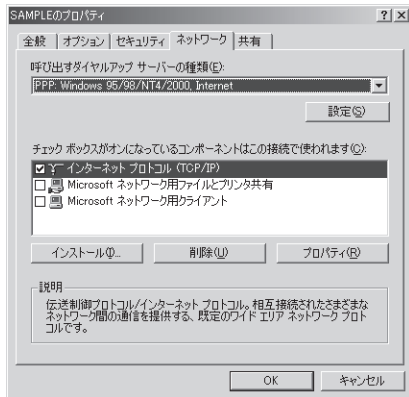 SAMPLEのプロパティ
全般
オプション
セキュリティ
ネットワーク
共有
呼び出すダイヤルアップ サーバーの種類(E):
PPP: Windows 95/98/NT4/2000, Internet
設定(S)
チェック ボックスがオンになっているコンポーネントはこの接続で使われます(C):
インターネット プロトコル (TCP/IP)
Microsoft ネットワーク用ファイルとプリンタ共有
Microsoft ネットワーク用クライアント
インストール(I)...
削除(U)
プロパティ(R)
説明
伝送制御プロトコル/インターネット プロトコル。相互接続されたさまざまな
ネットワーク間の通信を提供する、既定のワイド エリア ネットワーク プロト
コルです。
OK
キャンセル